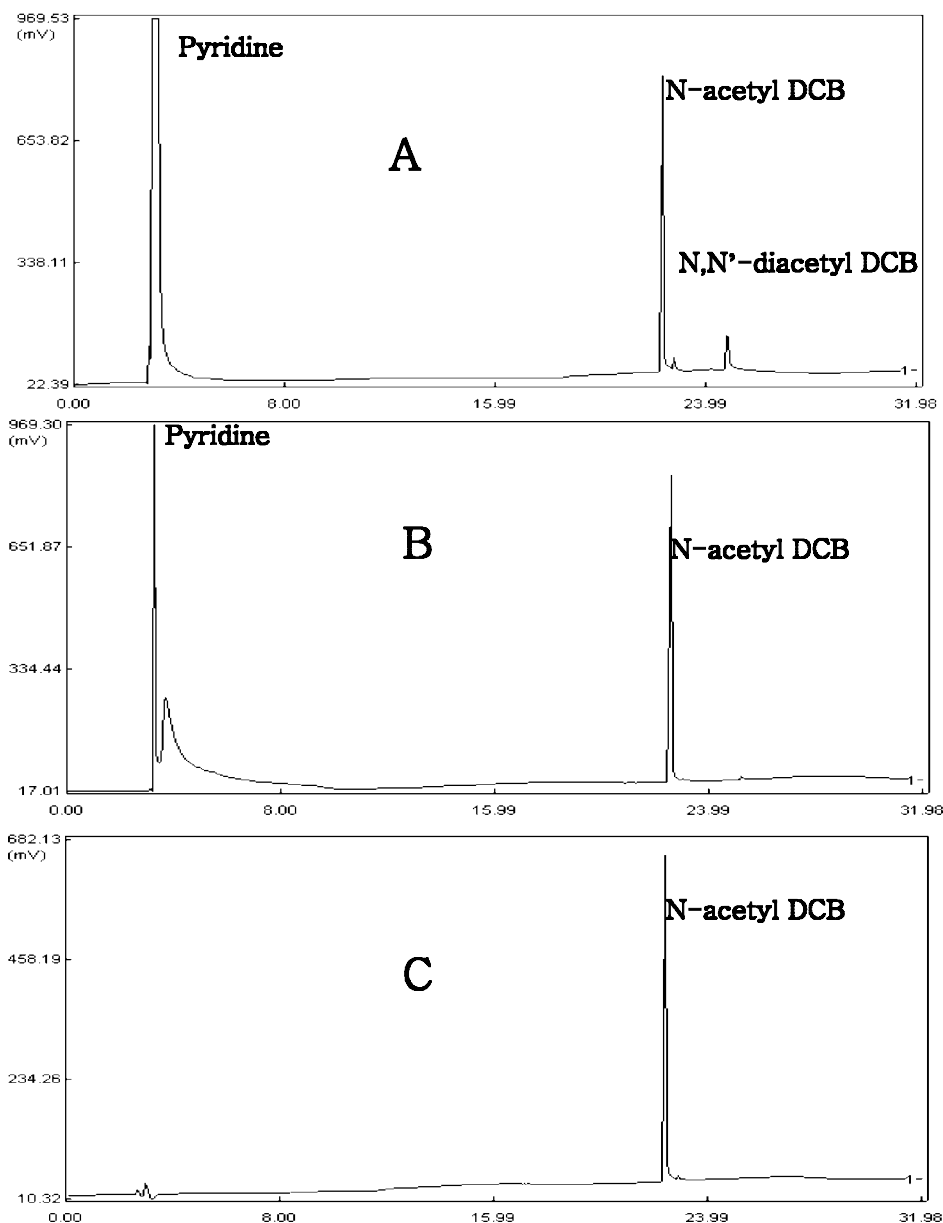 969.53
(mV)
Pyridine
N-acetyl DCB
653.82
A
338.11
N,N'-diacetyl DCB
22.39
1
0.00 8.00 15.99 23.99 31.98
969.30
(mV)
Pyridine
651.87
B
N-acetyl DCB
334.44
17.01
1
0.00 8.00 15.99 23.99 31.98
682.13
(mV)
N-acetyl DCB
458.19
C
234.26
10.32
1
0.00 8.00 15.99 23.99 31.98